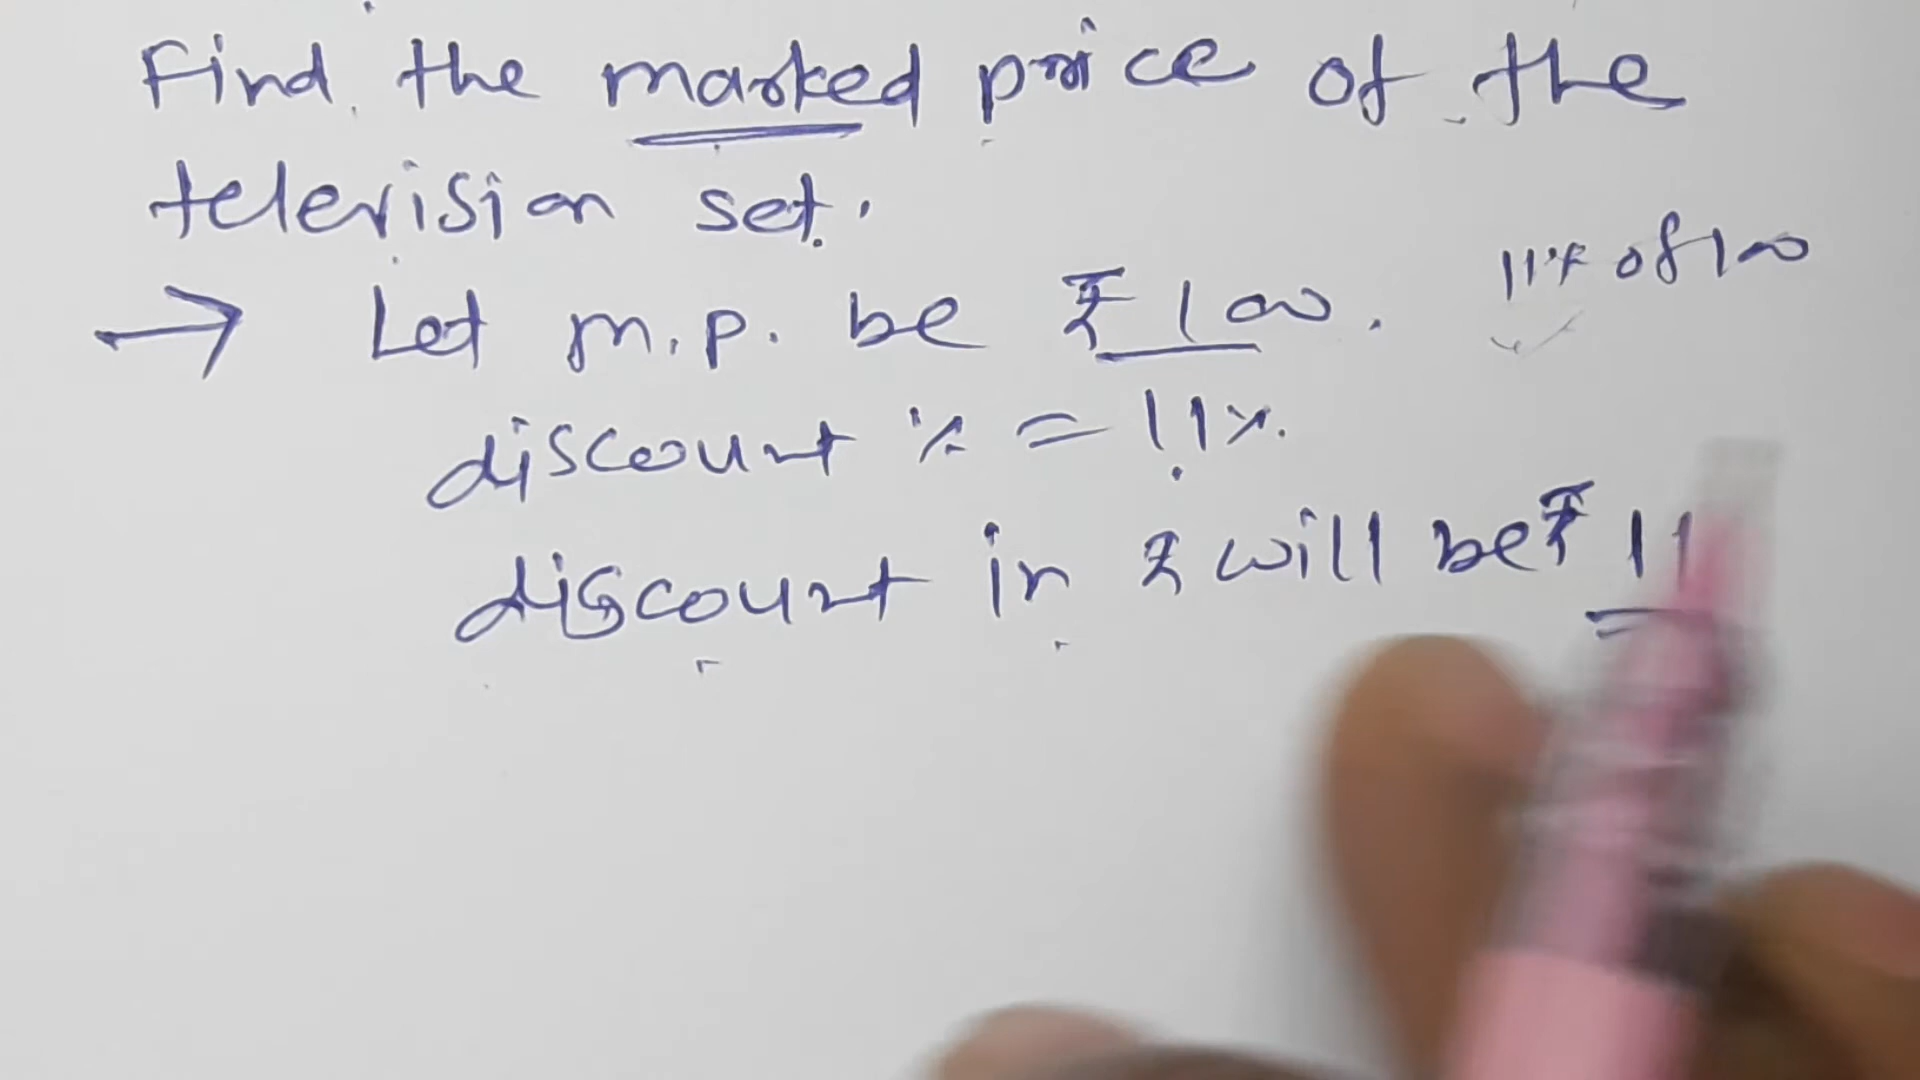 Find the marked price of the
television set.
11% of 100
→ Let m.p. be ₹ 100.
discount % = 11%.
discount in ₹ will be ₹ 11